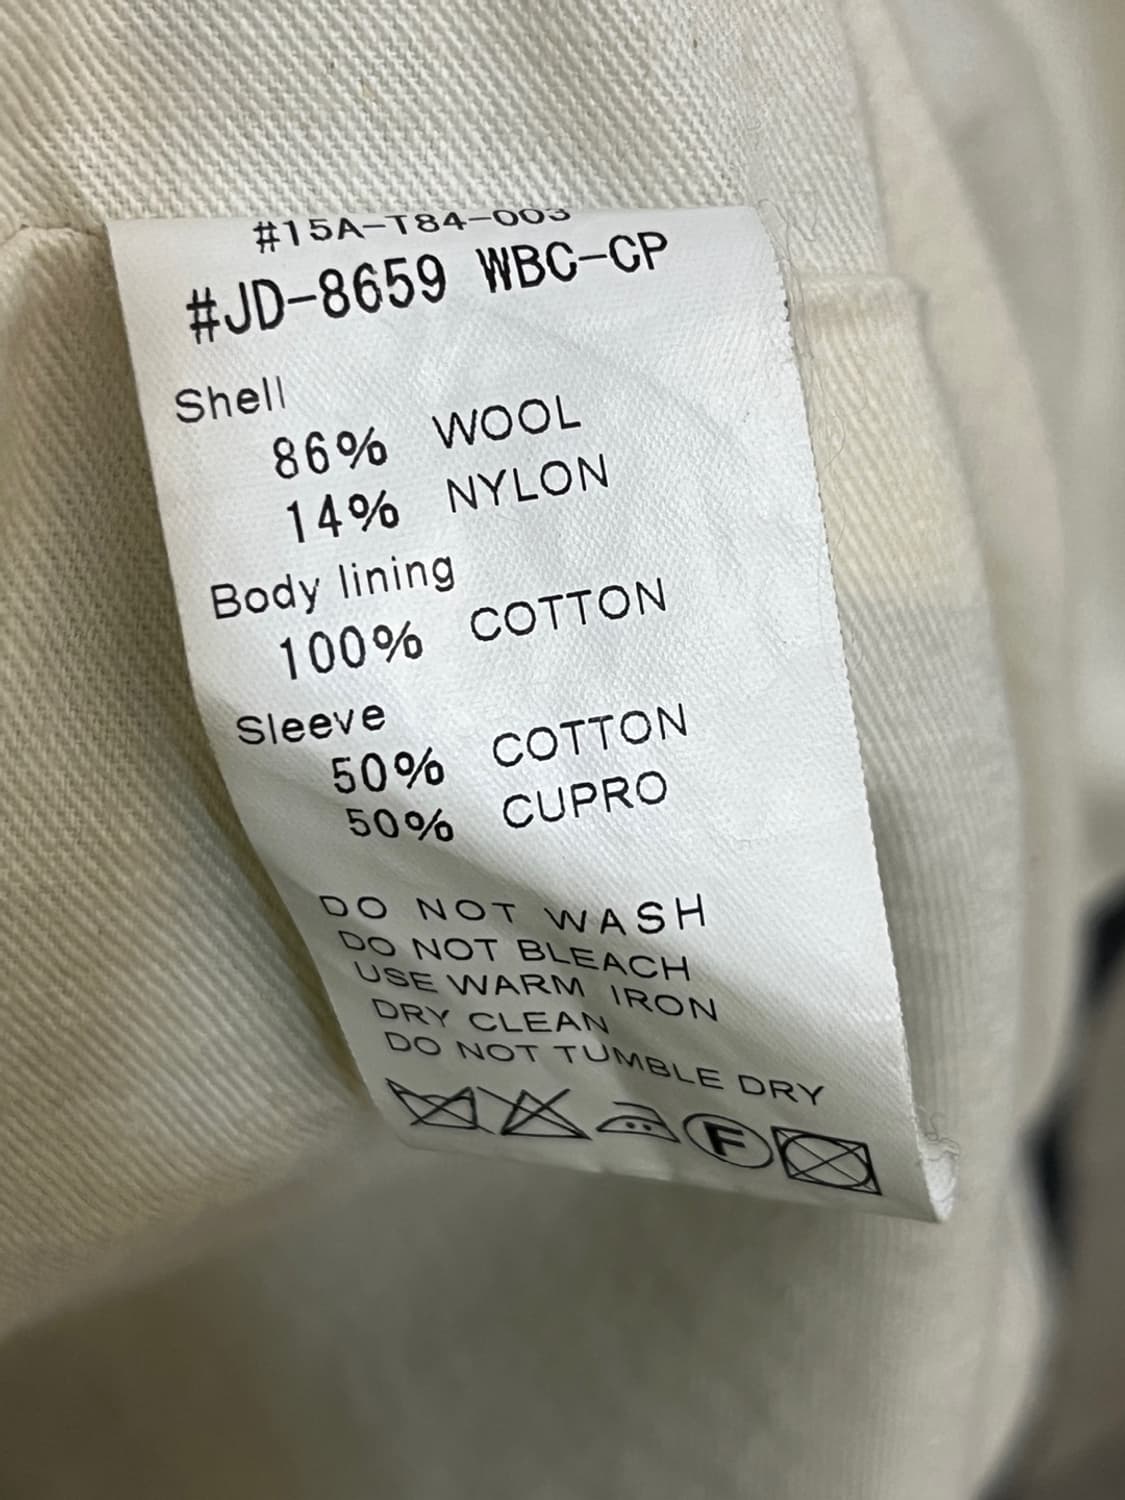 #15A-T84-003
#JD-8659 WBC-CP
Shell
86% WOOL
14% NYLON
Body lining
100% COTTON
Sleeve
50% COTTON
50% CUPRO
DO NOT WASH
DO NOT BLEACH
USE WARM IRON
DRY CLEAN
DO NOT TUMBLE DRY
F